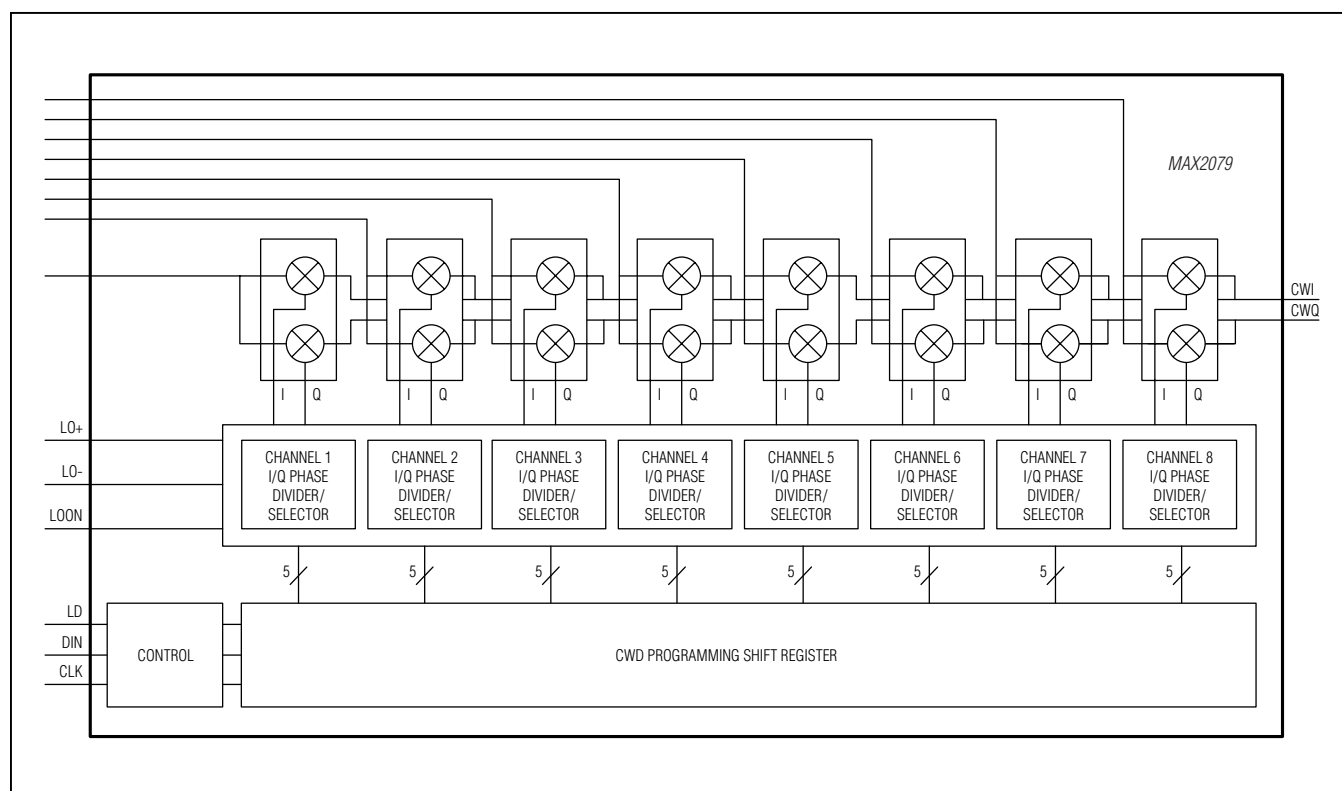 MAX2079
CWI
CWQ
I Q
I Q
I Q
I Q
I Q
I Q
I Q
I Q
LO+
LO-
LOON
CHANNEL 1
I/Q PHASE
DIVIDER/
SELECTOR
CHANNEL 2
I/Q PHASE
DIVIDER/
SELECTOR
CHANNEL 3
I/Q PHASE
DIVIDER/
SELECTOR
CHANNEL 4
I/Q PHASE
DIVIDER/
SELECTOR
CHANNEL 5
I/Q PHASE
DIVIDER/
SELECTOR
CHANNEL 6
I/Q PHASE
DIVIDER/
SELECTOR
CHANNEL 7
I/Q PHASE
DIVIDER/
SELECTOR
CHANNEL 8
I/Q PHASE
DIVIDER/
SELECTOR
5
5
5
5
5
5
5
5
LD
DIN
CLK
CONTROL
CWD PROGRAMMING SHIFT REGISTER